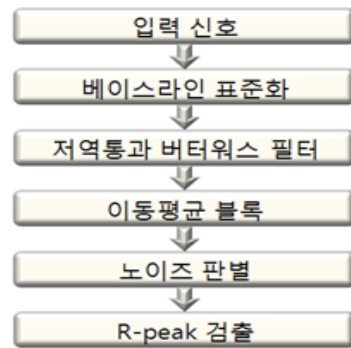 입력 신호
베이스라인 표준화
저역통과 버터워스 필터
이동평균 블록
노이즈 판별
R-peak 검출